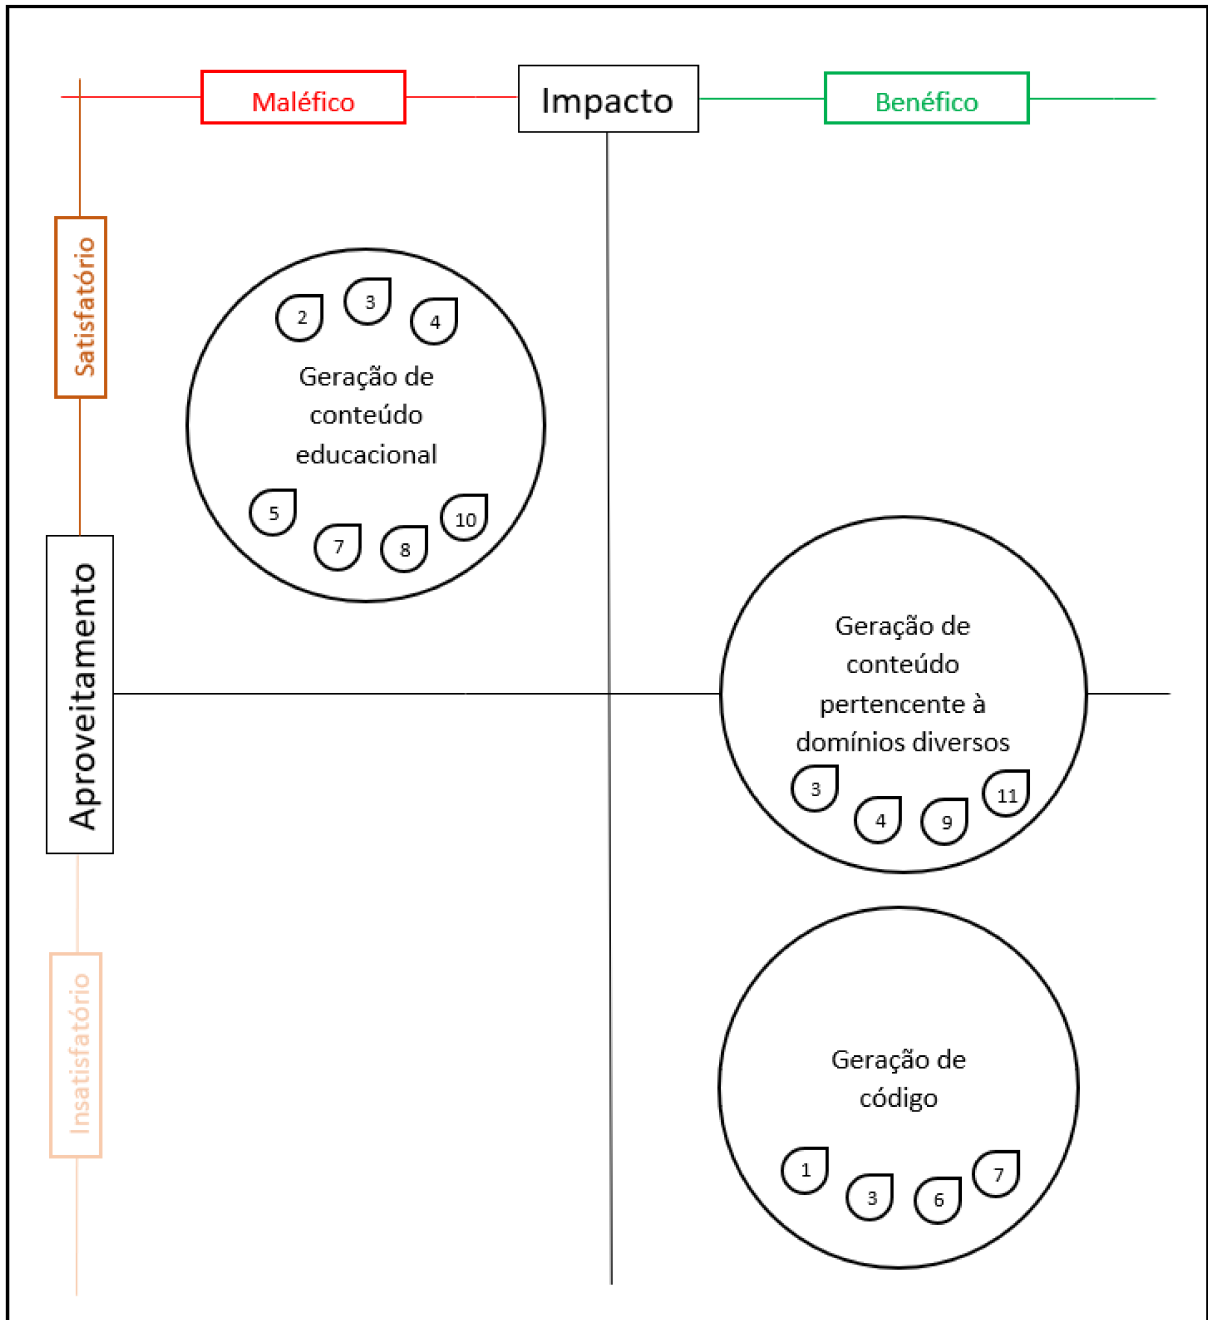 Maléfico
Impacto
Benéfico
Satisfatório
2
3
4
Geração de
conteúdo
educacional
5
7
8
10
Aproveitamento
Geração de
conteúdo
pertencente à
domínios diversos
3
4
9
11
Insatisfatório
Geração de
código
1
3
6
7